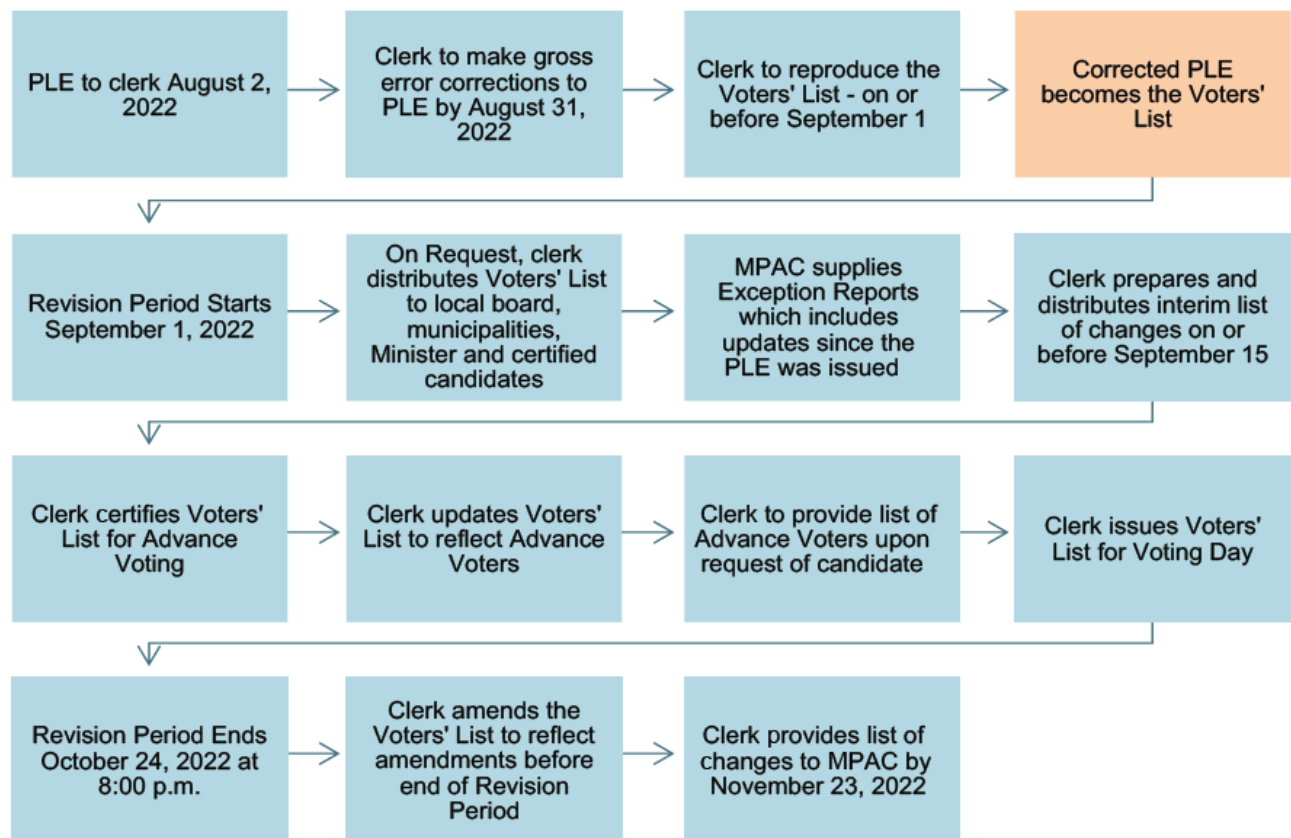 PLE to clerk August 2,
2022
Clerk to make gross
error corrections to
PLE by August 31,
2022
Clerk to reproduce the
Voters' List - on or
before September 1
Corrected PLE
becomes the Voters'
List
Revision Period Starts
September 1, 2022
On Request, clerk
distributes Voters' List
to local board,
municipalities,
Minister and certified
candidates
MPAC supplies
Exception Reports
which includes
updates since the
PLE was issued
Clerk prepares and
distributes interim list
of changes on or
before September 15
Clerk certifies Voters'
List for Advance
Voting
Clerk updates Voters'
List to reflect Advance
Voters
Clerk to provide list of
Advance Voters upon
request of candidate
Clerk issues Voters'
List for Voting Day
Revision Period Ends
October 24, 2022 at
8:00 p.m.
Clerk amends the
Voters' List to reflect
amendments before
end of Revision
Period
Clerk provides list of
changes to MPAC by
November 23, 2022